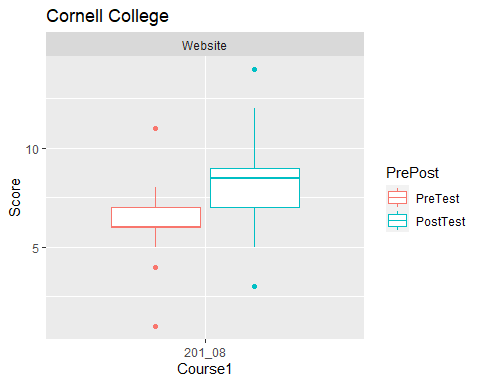 Cornell College
Website
10
5
Score
201_08
Course1
PrePost
PreTest
PostTest